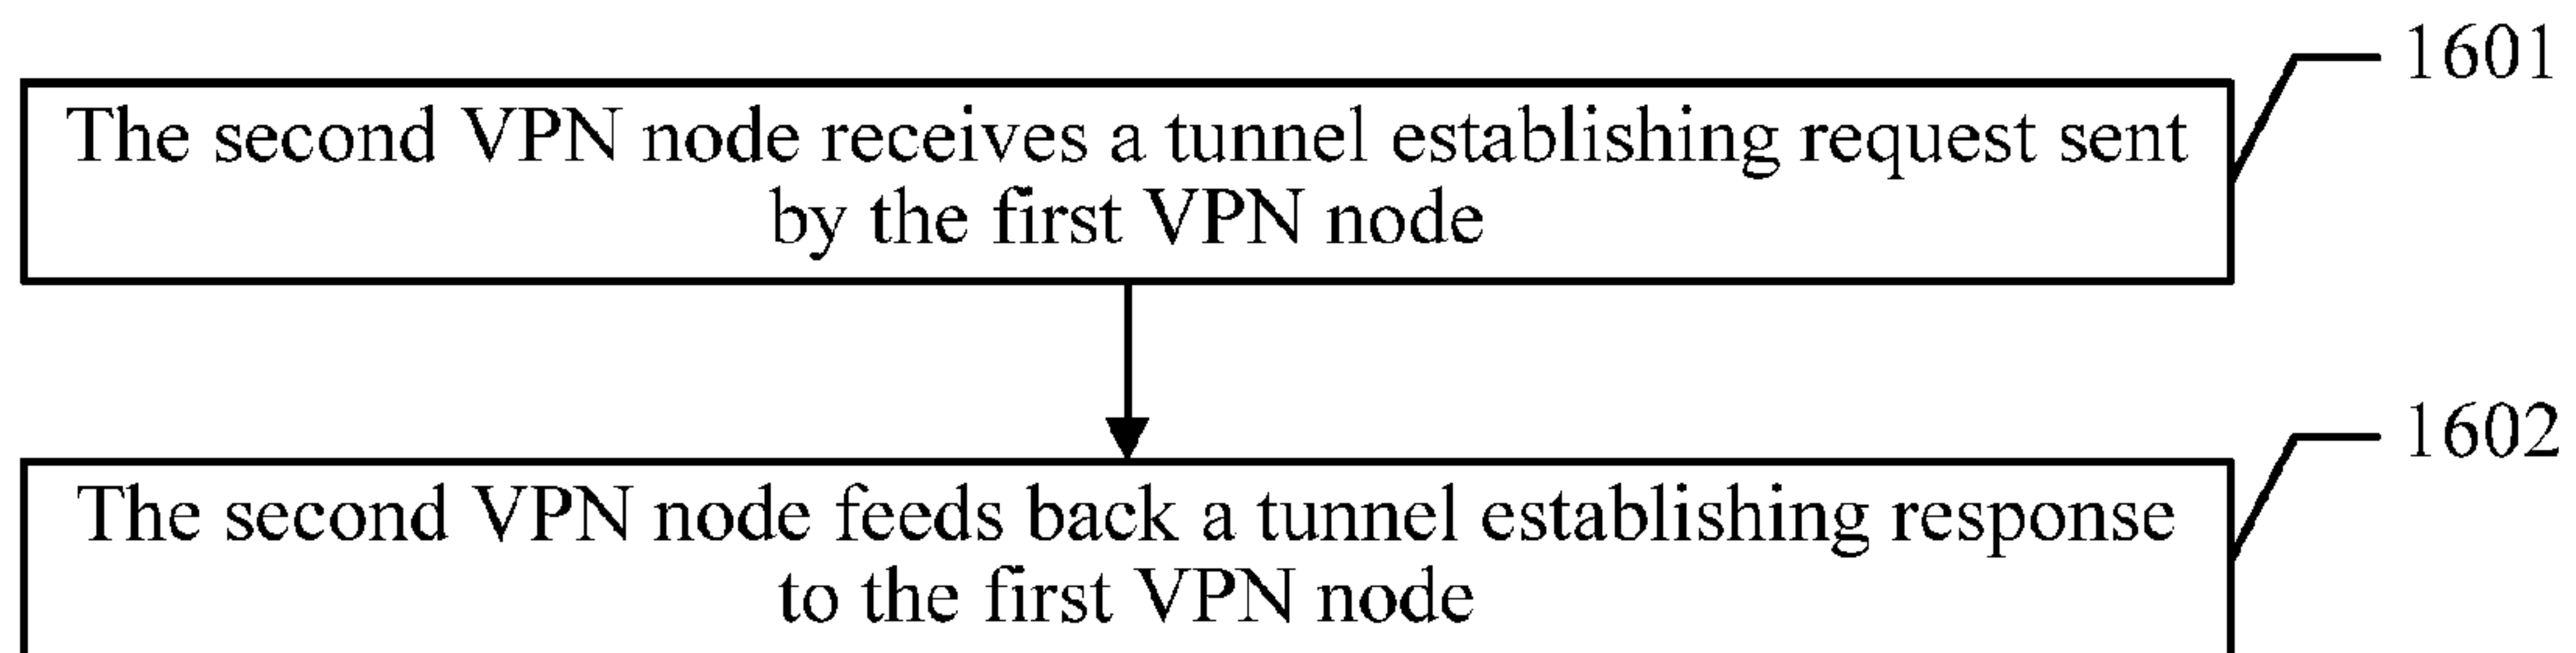 1601
The second VPN node receives a tunnel establishing request sent
by the first VPN node
1602
The second VPN node feeds back a tunnel establishing response
to the first VPN node